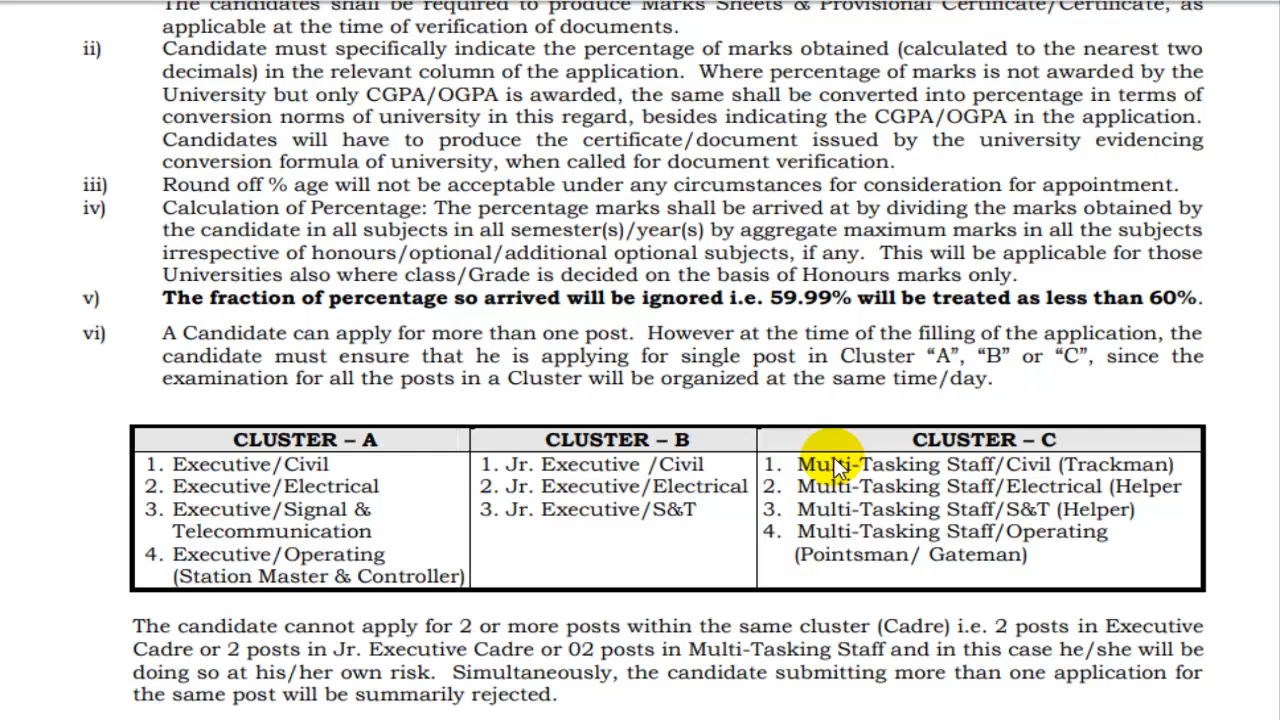 The candidates shall be required to produce Marks Sheets & Provisional Certificate/Certificate, as
applicable at the time of verification of documents.
ii) Candidate must specifically indicate the percentage of marks obtained (calculated to the nearest two
decimals) in the relevant column of the application. Where percentage of marks is not awarded by the
University but only CGPA/OGPA is awarded, the same shall be converted into percentage in terms of
conversion norms of university in this regard, besides indicating the CGPA/OGPA in the application.
Candidates will have to produce the certificate/document issued by the university evidencing
conversion formula of university, when called for document verification.
iii) Round off % age will not be acceptable under any circumstances for consideration for appointment.
iv) Calculation of Percentage: The percentage marks shall be arrived at by dividing the marks obtained by
the candidate in all subjects in all semester(s)/year(s) by aggregate maximum marks in all the subjects
irrespective of honours/optional/additional optional subjects, if any. This will be applicable for those
Universities also where class/Grade is decided on the basis of Honours marks only.
v) The fraction of percentage so arrived will be ignored i.e. 59.99% will be treated as less than 60%.
vi) A Candidate can apply for more than one post. However at the time of the filling of the application, the
candidate must ensure that he is applying for single post in Cluster “A”, “B” or “C”, since the
examination for all the posts in a Cluster will be organized at the same time/day.
CLUSTER – A
1. Executive/Civil
2. Executive/Electrical
3. Executive/Signal &
Telecommunication
4. Executive/Operating
(Station Master & Controller)
CLUSTER – B
1. Jr. Executive /Civil
2. Jr. Executive/Electrical
3. Jr. Executive/S&T
CLUSTER – C
1. Multi-Tasking Staff/Civil (Trackman)
2. Multi-Tasking Staff/Electrical (Helper
3. Multi-Tasking Staff/S&T (Helper)
4. Multi-Tasking Staff/Operating
(Pointsman/ Gateman)
The candidate cannot apply for 2 or more posts within the same cluster (Cadre) i.e. 2 posts in Executive
Cadre or 2 posts in Jr. Executive Cadre or 02 posts in Multi-Tasking Staff and in this case he/she will be
doing so at his/her own risk. Simultaneously, the candidate submitting more than one application for
the same post will be summarily rejected.